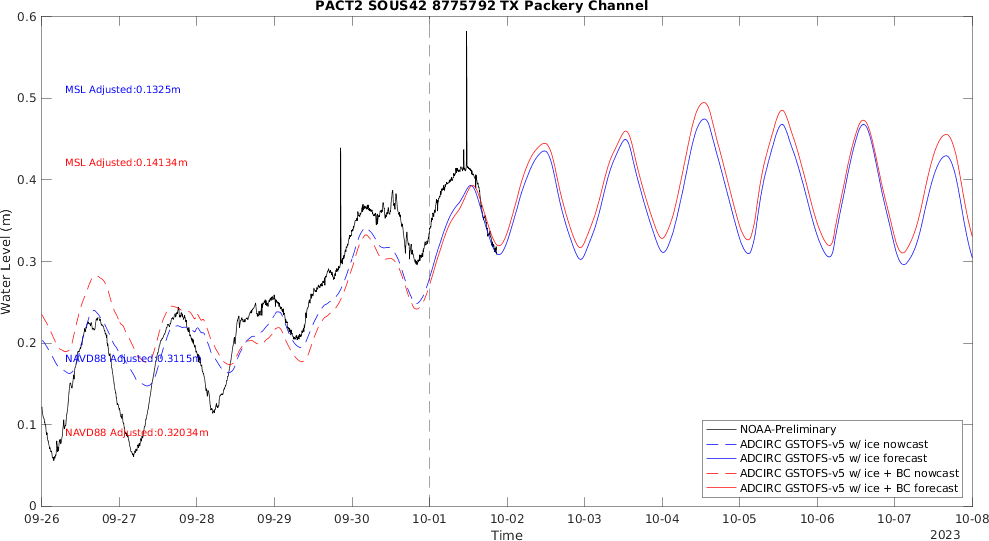 PACT2 SOUS42 8775792 TX Packery Channel
0.6
0.5
0.4
0.3
0.2
0.1
0
Water Level (m)
MSL Adjusted:0.1325m
MSL Adjusted:0.14134m
NAVD88 Adjusted:0.3115m
NAVD88 Adjusted:0.32034m
NOAA-Preliminary
ADCIRC GSTOFS-v5 w/ ice nowcast
ADCIRC GSTOFS-v5 w/ ice forecast
ADCIRC GSTOFS-v5 w/ ice + BC nowcast
ADCIRC GSTOFS-v5 w/ ice + BC forecast
09-26 09-27 09-28 09-29 09-30 10-01 10-02 10-03 10-04 10-05 10-06 10-07 10-08
Time
2023